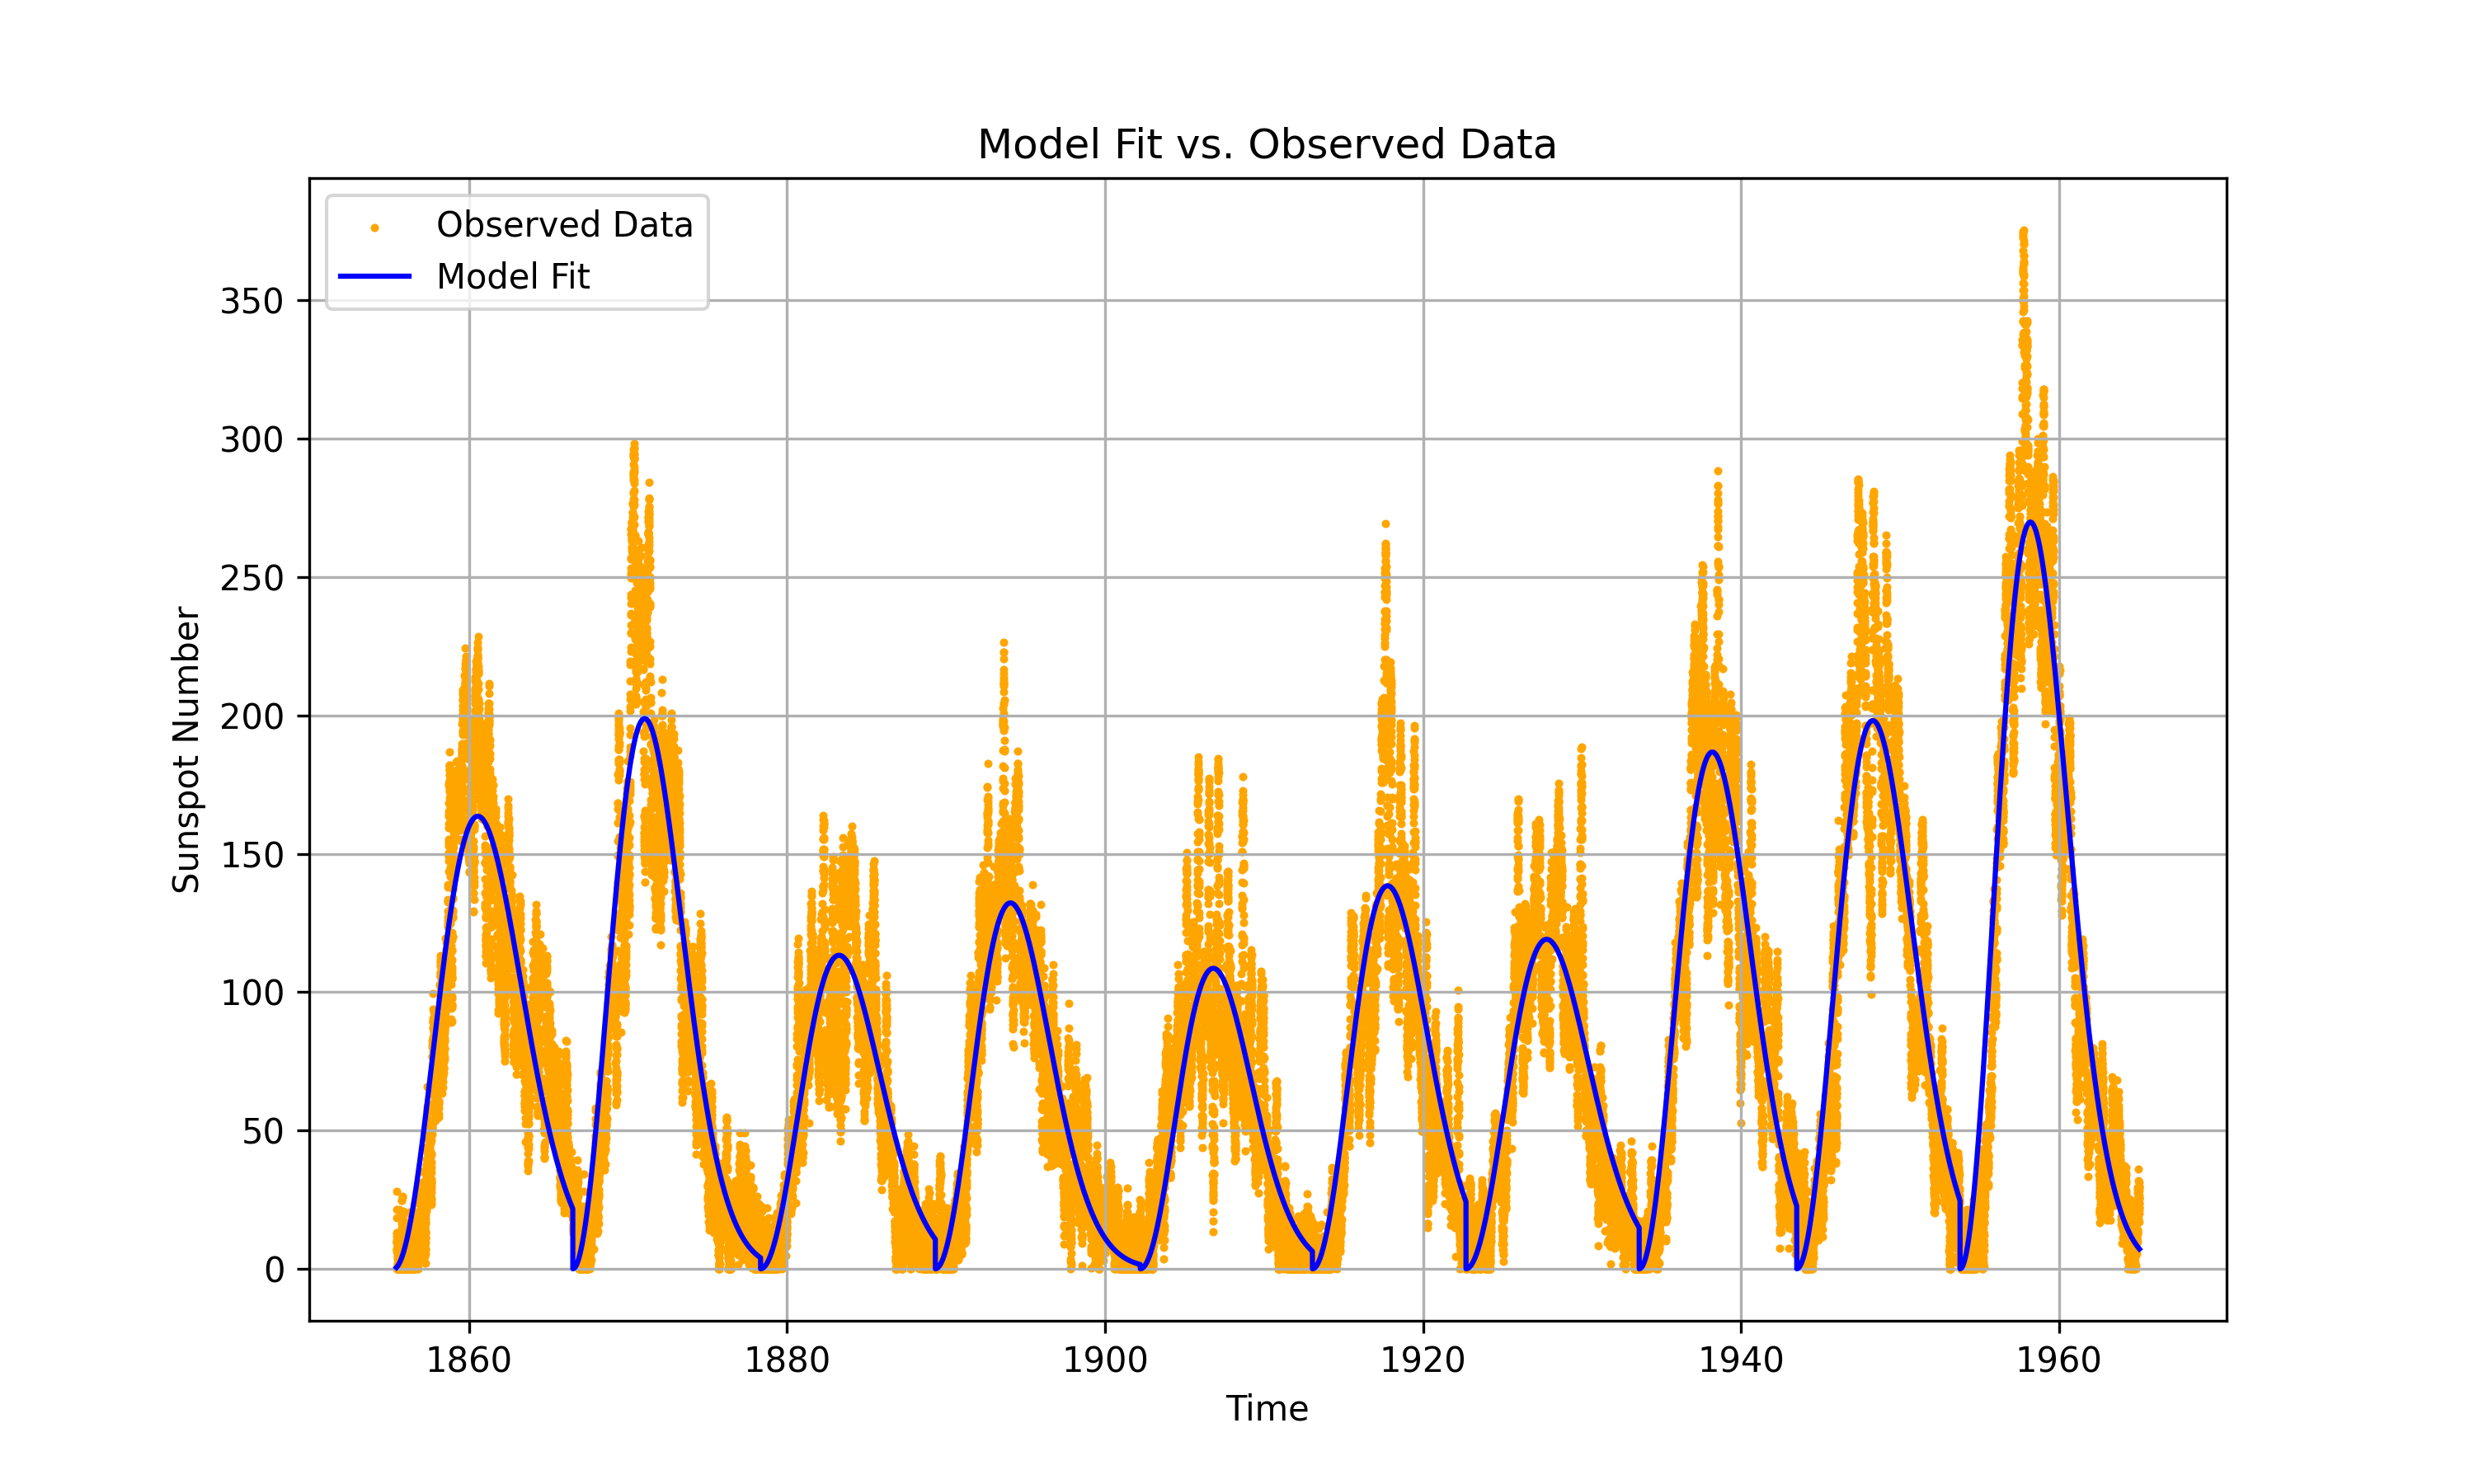 Model Fit vs. Observed Data
Observed Data
Model Fit
Sunspot Number
350
300
250
200
150
100
50
0
1860 1880 1900 1920 1940 1960
Time